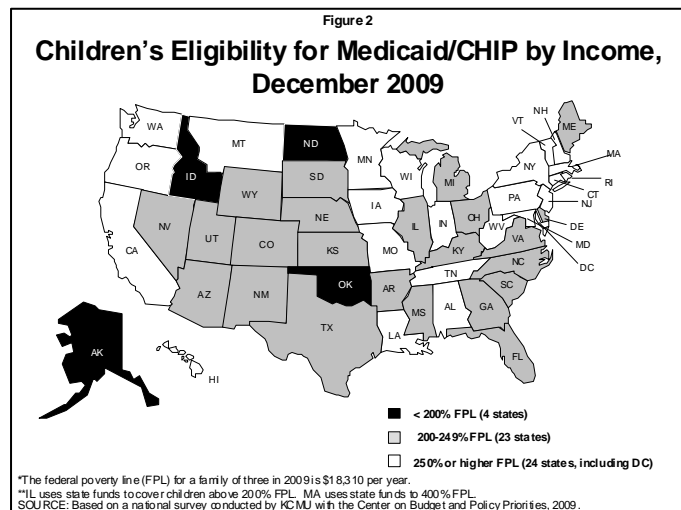 Figure 2
Children's Eligibility for Medicaid/CHIP by Income,
December 2009
WA
MT
ND
MN
OR
ID
WY
SD
WI
MI
NY
VT
NH
ME
MA
RI
CT
NJ
PA
IA
NE
NV
UT
CO
KS
MO
IL
IN
OH
WV
VA
DE
MD
DC
CA
KY
NC
TN
SC
AZ
NM
OK
AR
MS
AL
GA
TX
LA
FL
AK
HI
< 200% FPL (4 states)
200-249% FPL (23 states)
250% or higher FPL (24 states, including DC)
*The federal poverty line (FPL) for a family of three in 2009 is $18,310 per year.
**IL uses state funds to cover children above 200% FPL. MA uses state funds to 400% FPL.
SOURCE: Based on a national survey conducted by KCMU with the Center on Budget and Policy Priorities, 2009.